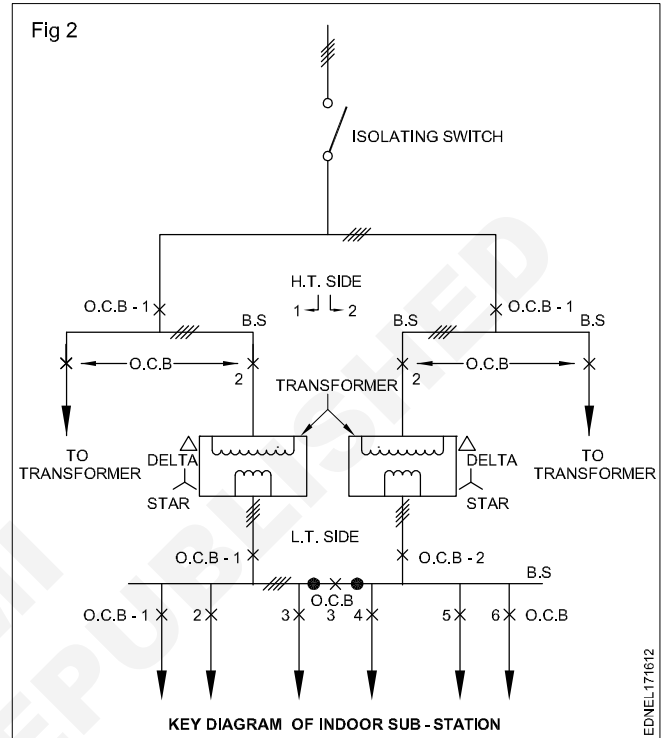 Fig 2
ISOLATING SWITCH
H.T. SIDE
1 2
O.C.B - 1
B.S
B.S
O.C.B - 1
B.S
O.C.B
2
2
O.C.B
TRANSFORMER
TO
TRANSFORMER
DELTA
STAR
DELTA
STAR
TO
TRANSFORMER
L.T. SIDE
O.C.B - 1
O.C.B - 2
B.S
O.C.B
3
O.C.B - 1 2 3 4 5 6 O.C.B
KEY DIAGRAM OF INDOOR SUB - STATION
EDNEL171612